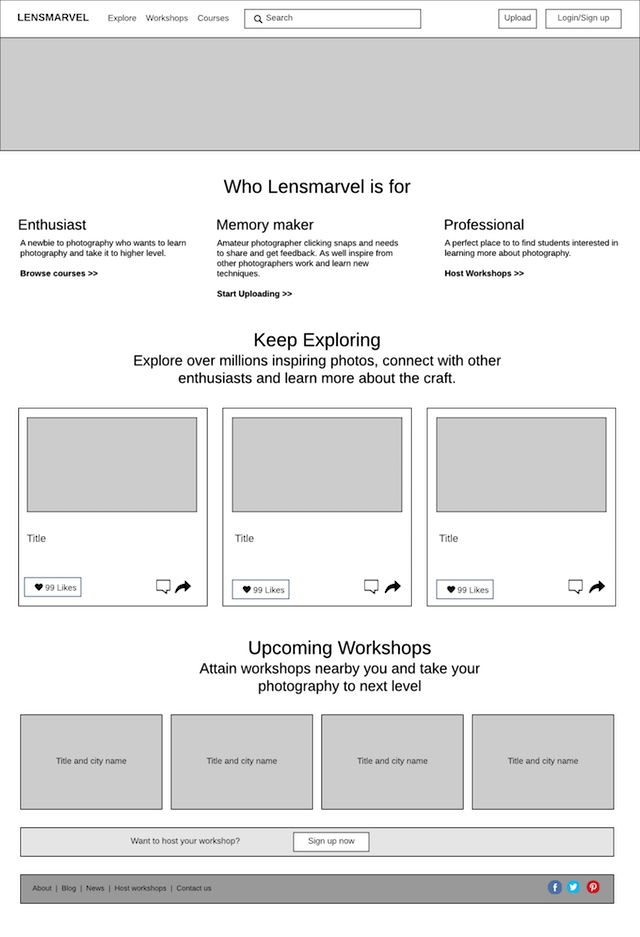 LENSMARVEL Explore Workshops Courses Search Upload Login/Sign up
Who Lensmarvel is for
Enthusiast
A newbie to photography who wants to learn
photography and take it to higher level.
Browse courses >>
Memory maker
Amateur photographer clicking snaps and needs
to share and get feedback. As well inspire from
other photographers work and learn new
techniques.
Start Uploading >>
Professional
A perfect place to to find students interested in
learning more about photography.
Host Workshops >>
Keep Exploring
Explore over millions inspiring photos, connect with other
enthusiasts and learn more about the craft.
Title
99 Likes
Title
99 Likes
Title
99 Likes
Upcoming Workshops
Attain workshops nearby you and take your
photography to next level
Title and city name
Title and city name
Title and city name
Title and city name
Want to host your workshop? Sign up now
About | Blog | News | Host workshops | Contact us